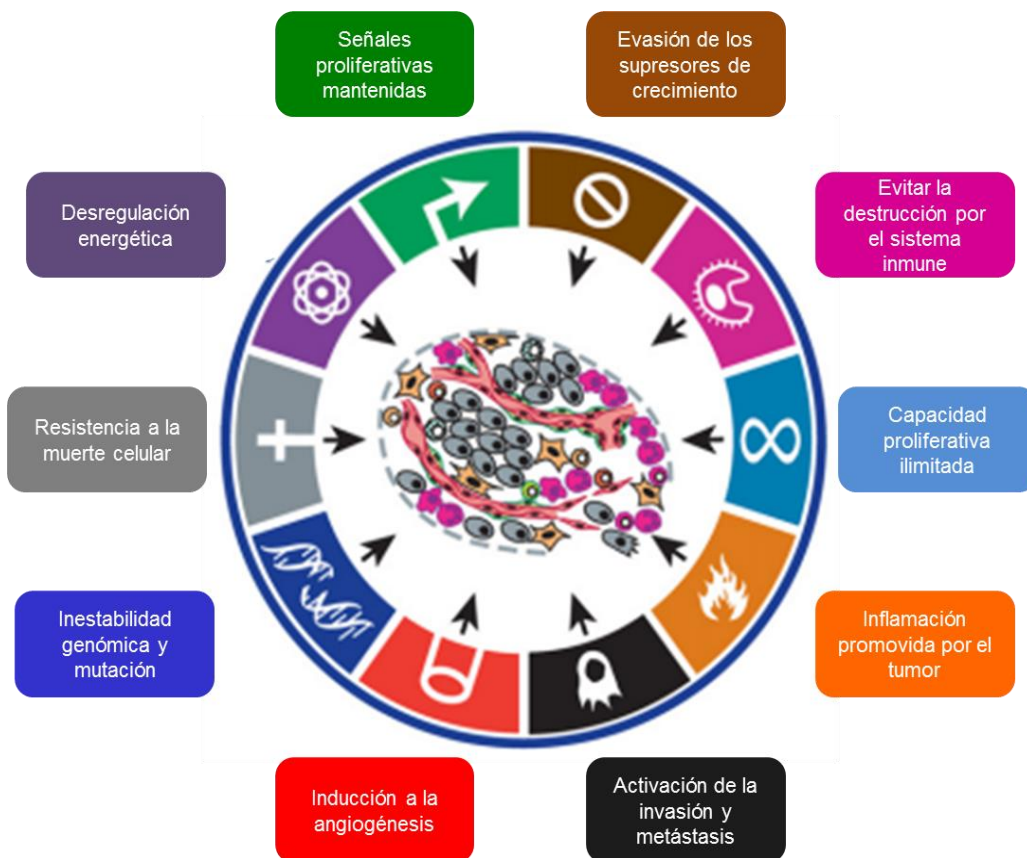 Señales
proliferativas
mantenidas
Evasión de los
supresores de
crecimiento
Desregulación
energética
Evitar la
destrucción por
el sistema
inmune
Resistencia a la
muerte celular
Capacidad
proliferativa
ilimitada
Inestabilidad
genómica y
mutación
Inflamación
promovida por el
tumor
Inducción a la
angiogénesis
Activación de la
invasión y
metástasis